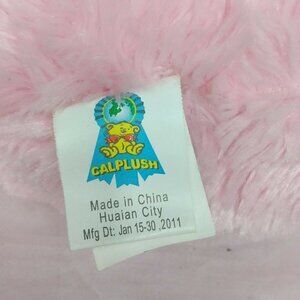 CALPLUSH
Made in China
Huaian City
Mfg Dt: Jan 15-30 ,2011